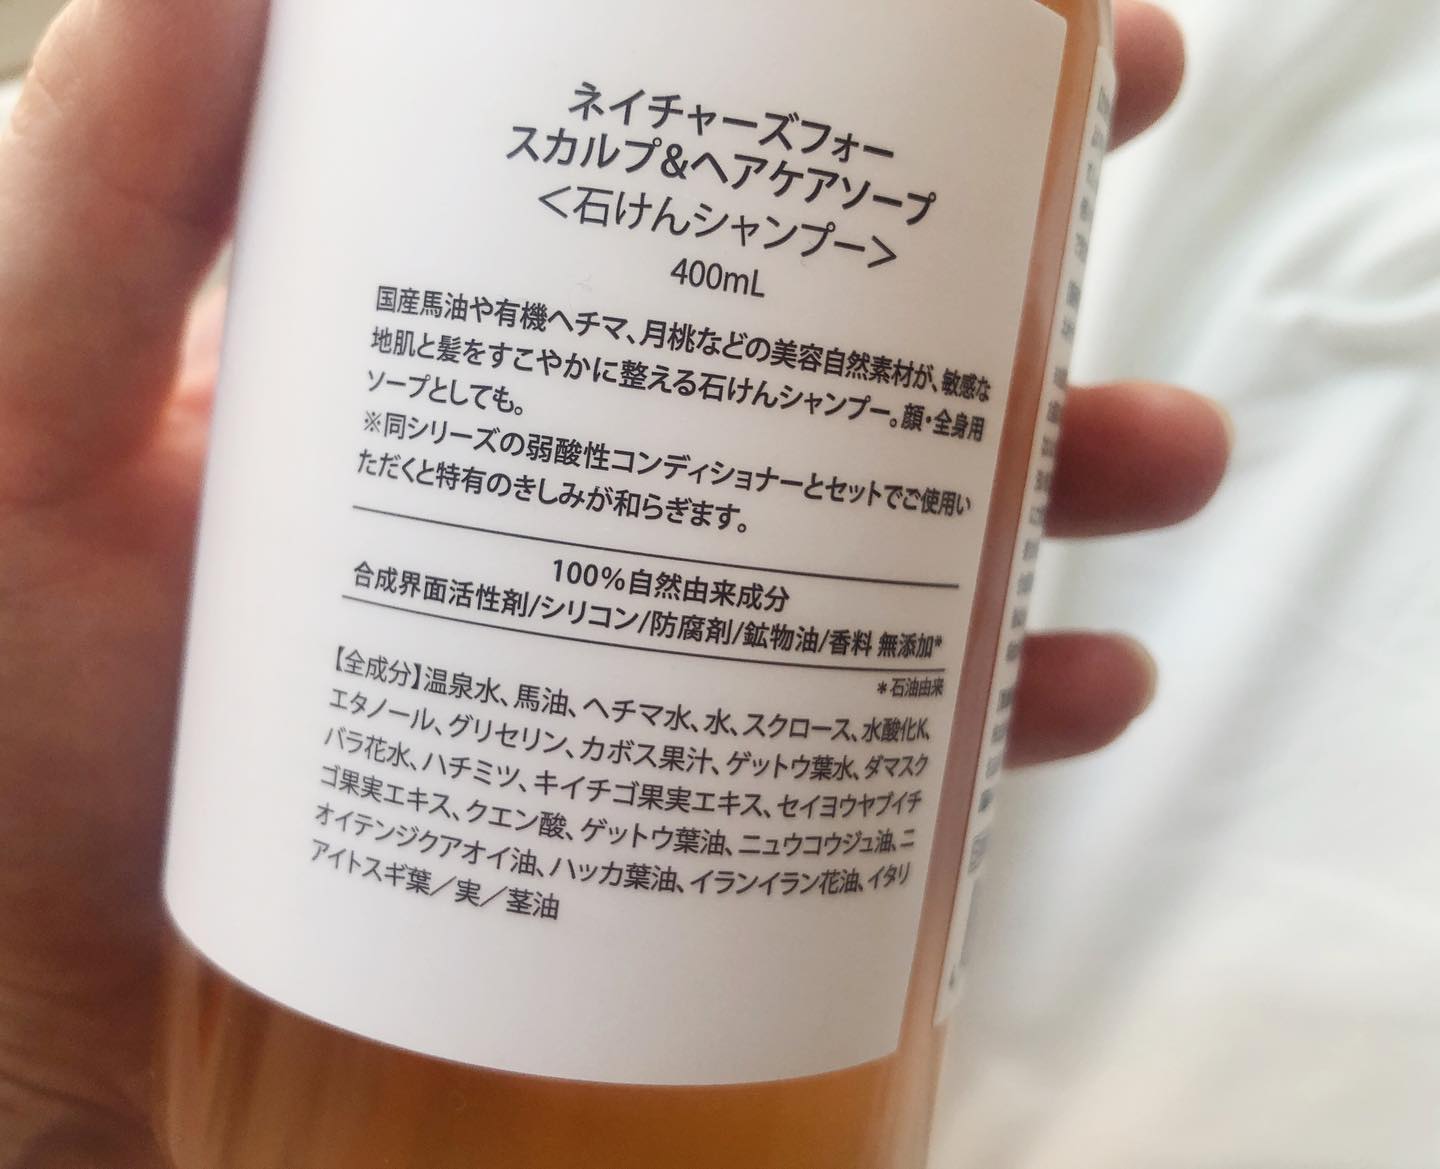 ネイチャーズフォー
スカルプ&ヘアケアソープ
＜石けんシャンプー＞
400mL
国産馬油や有機ヘチマ、月桃などの美容自然素材が、敏感な
地肌と髪をすこやかに整える石けんシャンプー。顔・全身用
ソープとしても。
※同シリーズの弱酸性コンディショナーとセットでご使用い
ただくと特有のきしみが和らぎます。
100%自然由来成分
合成界面活性剤/シリコン/防腐剤/鉱物油/香料 無添加*
*石油由来
【全成分】温泉水、馬油、ヘチマ水、水、スクロース、水酸化K、
エタノール、グリセリン、カボス果汁、ゲットウ葉水、ダマスク
バラ花水、ハチミツ、キイチゴ果実エキス、セイヨウヤブイチ
ゴ果実エキス、クエン酸、ゲットウ葉油、ニュウコウジュ油、ニ
オイテンジクアオイ油、ハッカ葉油、イランイラン花油、イタリ
アイトスギ葉／実／茎油